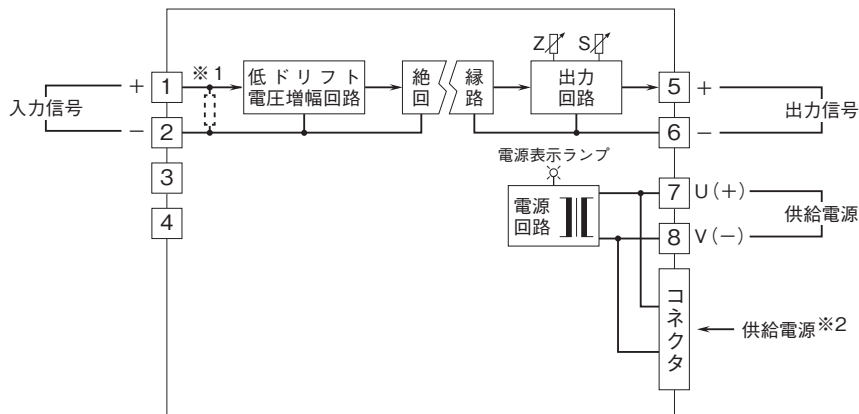 Z
S
※1
低ドリフト
電圧増幅回路
絶縁
回路
出力
回路
+
1
5
+
入力信号
出力信号
−
2
6
−
電源表示ランプ
3
7
U(+)
電源
回路
供給電源
4
8
V(−)
コネクタ
供給電源※2